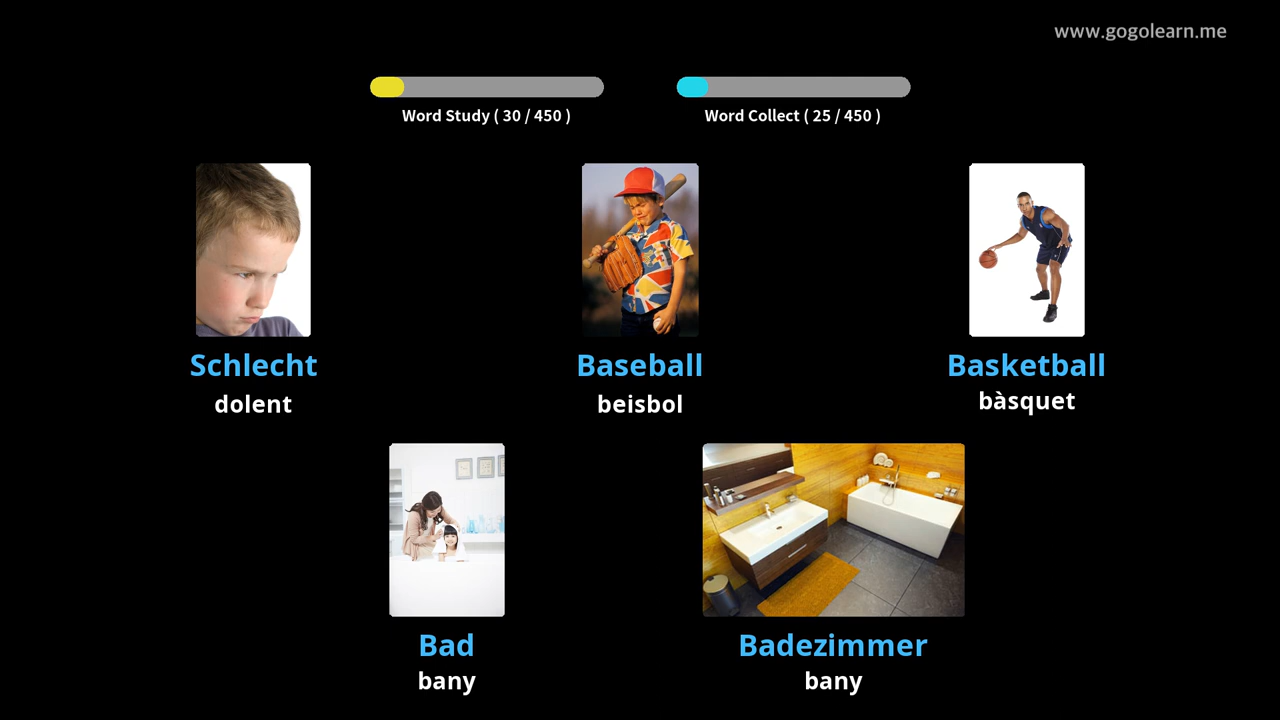 www.gogolearn.me
Word Study ( 30 / 450 )
Word Collect ( 25 / 450 )
Schlecht
dolent
Baseball
beisbol
Basketball
bàsquet
Bad
bany
Badezimmer
bany